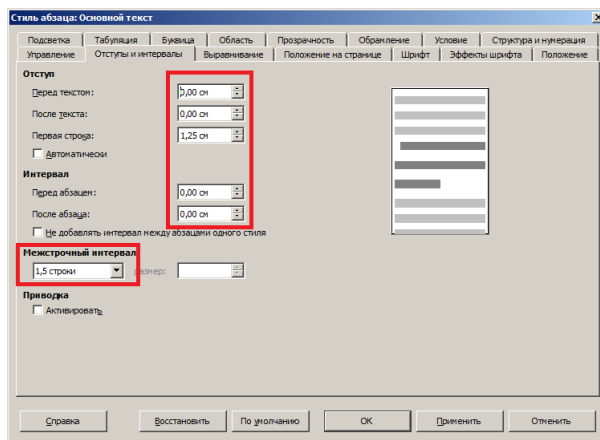 Стиль абзаца: Основной текст
Подсветка Табуляция Буквица Область Прозрачность Обрамление Условие Структура и нумерация
Управление Отступы и интервалы Выравнивание Положение на странице Шрифт Эффекты шрифта Положение
Отступ
Перед текстом: 0,00 см
После текста: 0,00 см
Первая строка: 1,25 см
Автоматически
Интервал
Перед абзацем: 0,00 см
После абзаца: 0,00 см
Не добавлять интервал между абзацами одного стиля
Межстрочный интервал
1,5 строки размер:
Приводка
Активировать
Справка Восстановить По умолчанию OK Применить Отменить